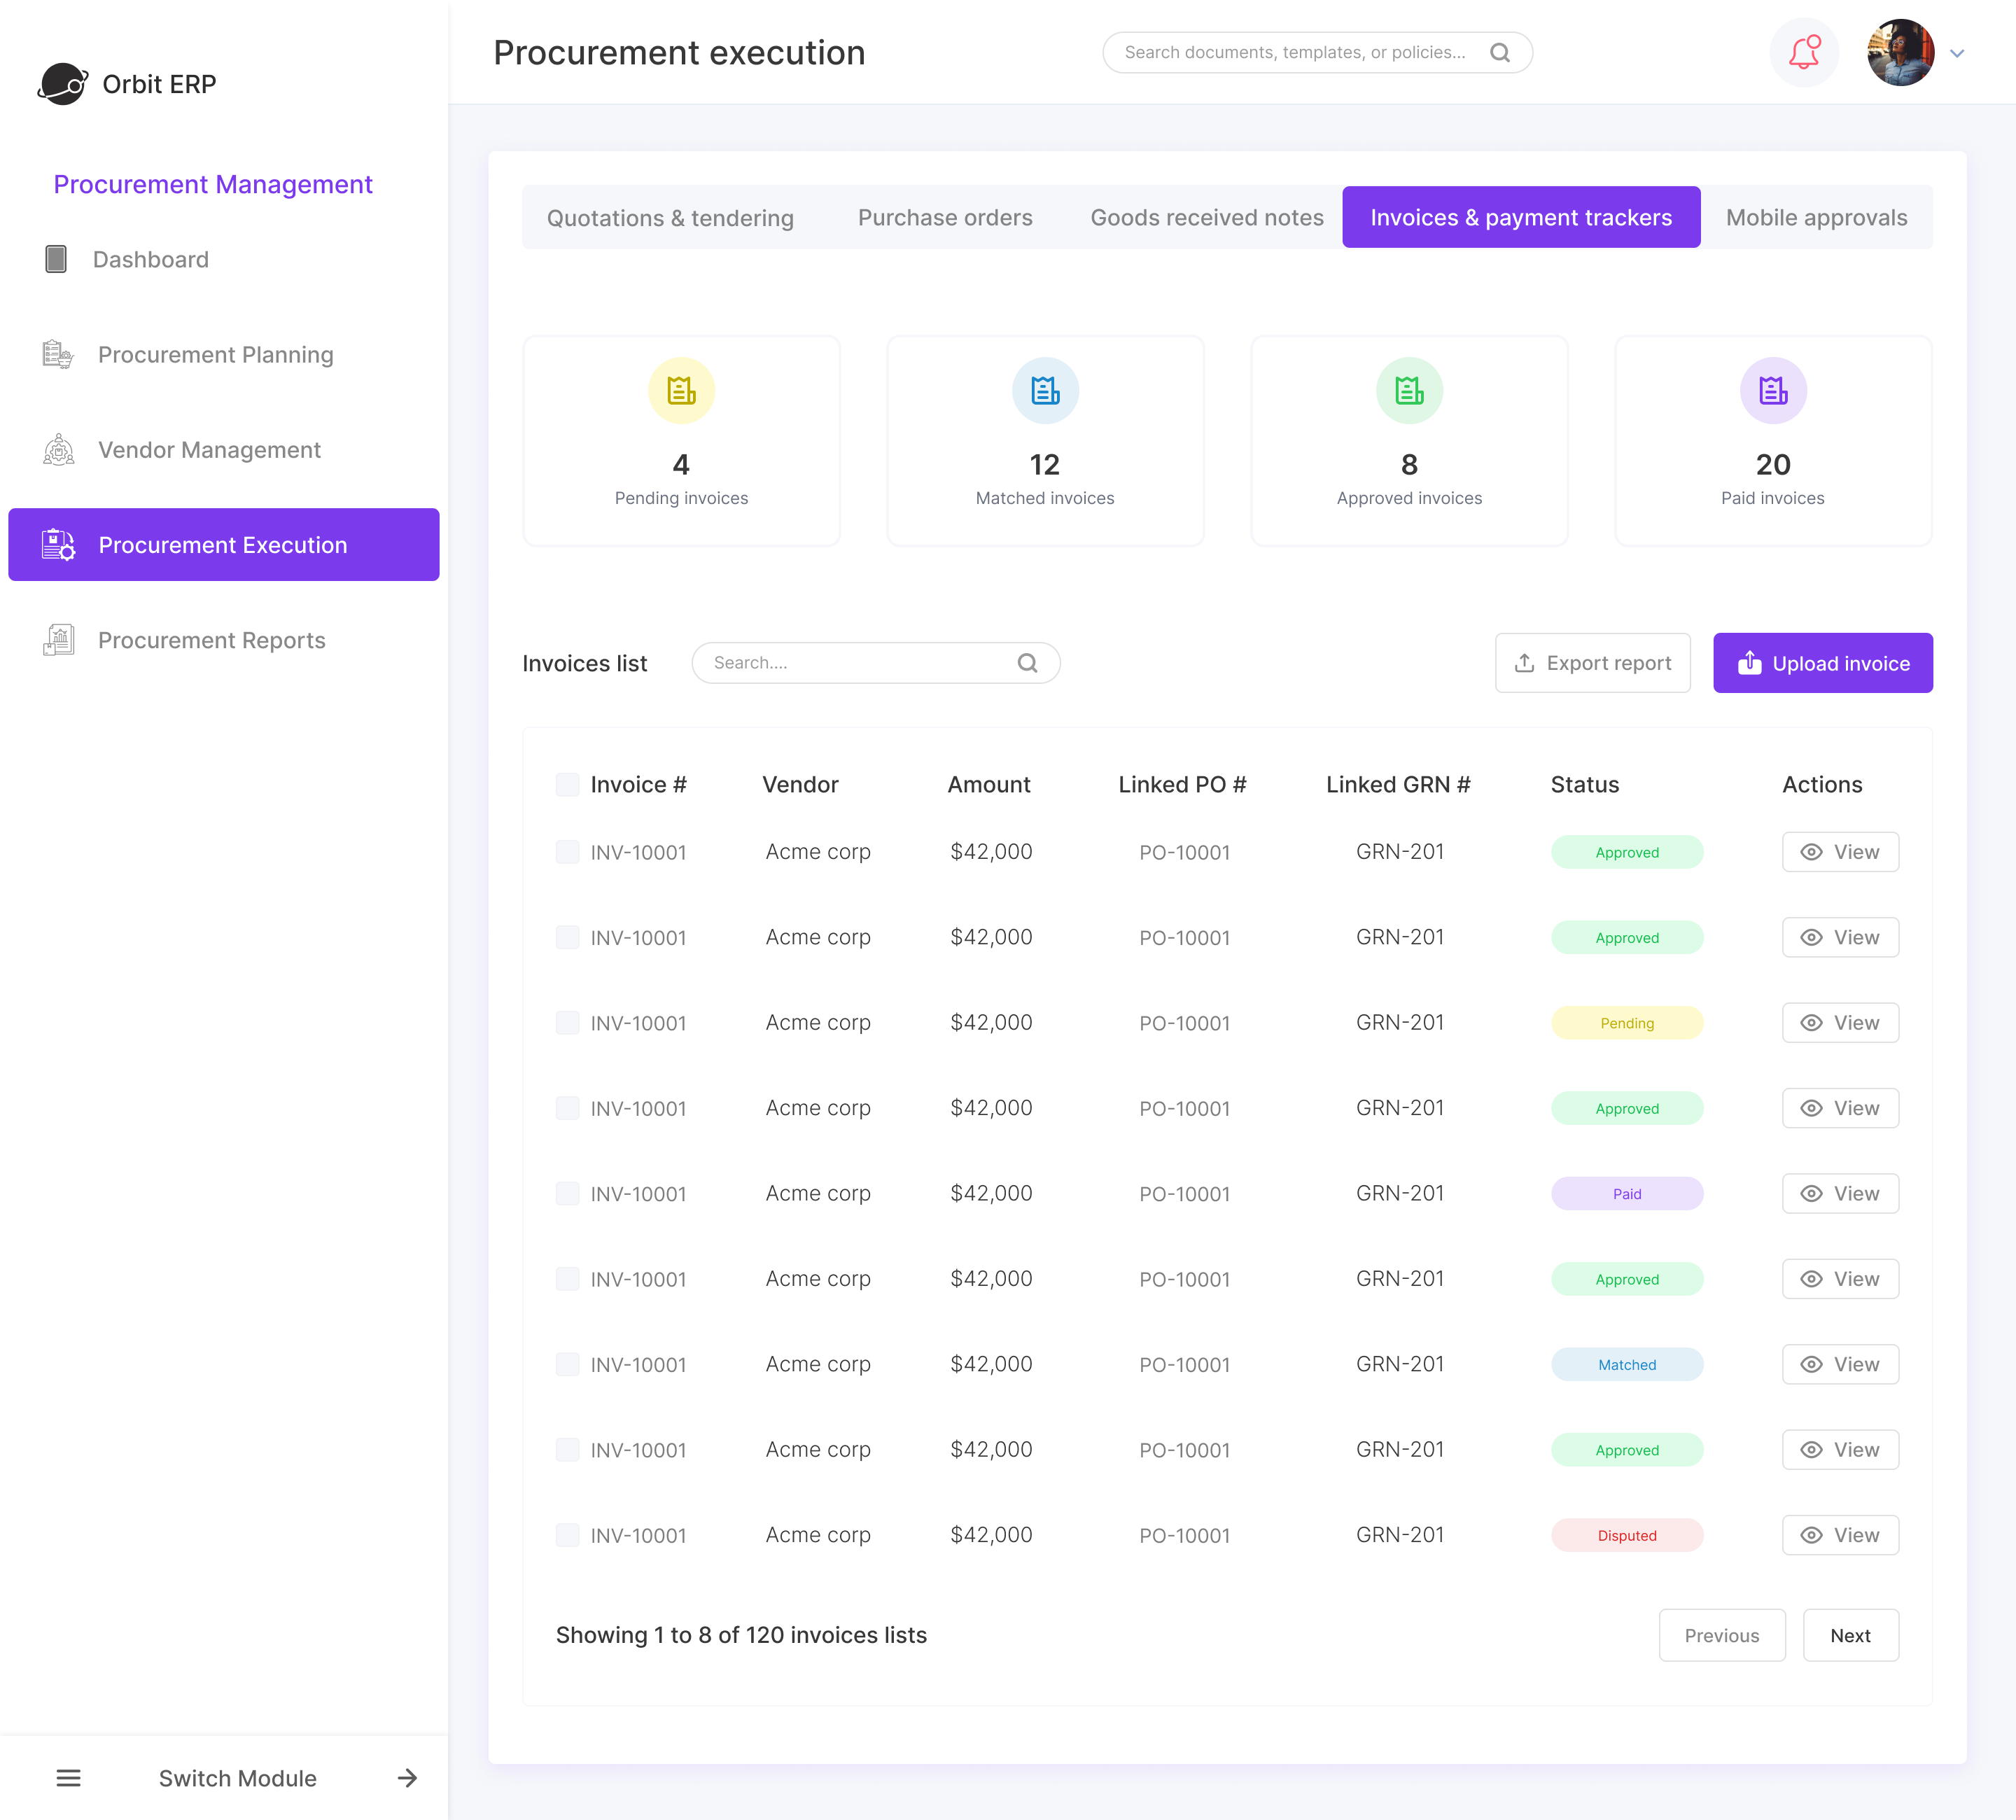 Orbit ERP
Procurement Management
Dashboard
Procurement Planning
Vendor Management
Procurement Execution
Procurement Reports
Switch Module
Procurement execution
Search documents, templates, or policies...
Quotations & tendering Purchase orders Goods received notes Invoices & payment trackers Mobile approvals
4 12 8 20
Pending invoices Matched invoices Approved invoices Paid invoices
Invoices list Search.... Export report Upload invoice
Invoice # Vendor Amount Linked PO # Linked GRN # Status Actions
INV-10001 Acme corp $42,000 PO-10001 GRN-201 Approved View
INV-10001 Acme corp $42,000 PO-10001 GRN-201 Approved View
INV-10001 Acme corp $42,000 PO-10001 GRN-201 Pending View
INV-10001 Acme corp $42,000 PO-10001 GRN-201 Approved View
INV-10001 Acme corp $42,000 PO-10001 GRN-201 Paid View
INV-10001 Acme corp $42,000 PO-10001 GRN-201 Approved View
INV-10001 Acme corp $42,000 PO-10001 GRN-201 Matched View
INV-10001 Acme corp $42,000 PO-10001 GRN-201 Approved View
INV-10001 Acme corp $42,000 PO-10001 GRN-201 Disputed View
Showing 1 to 8 of 120 invoices lists Previous Next